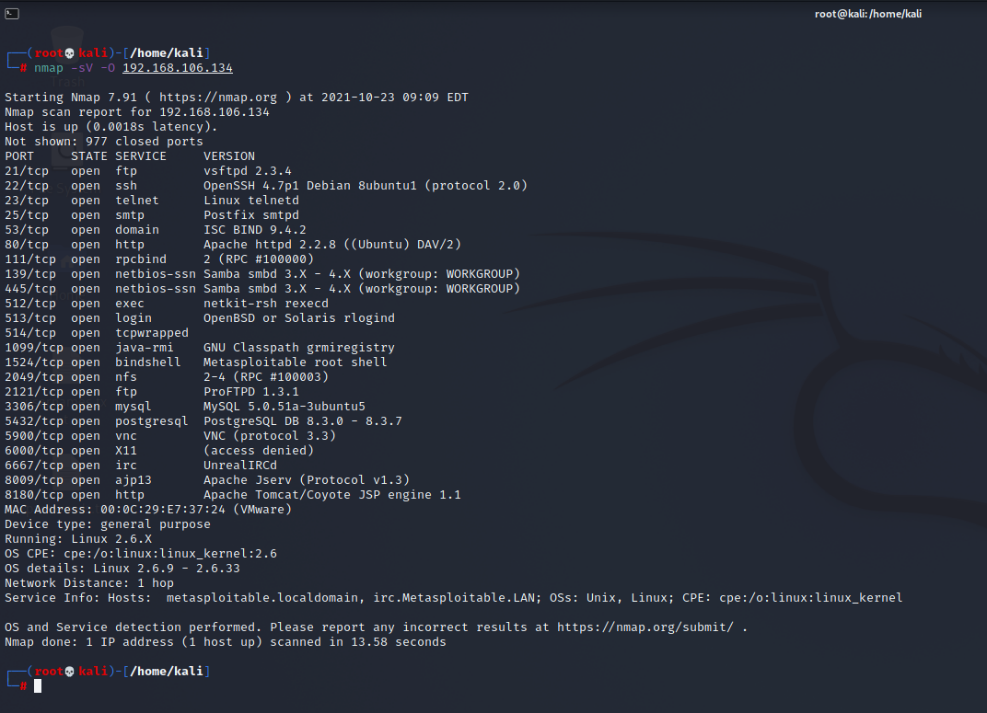 root@kali:/home/kali
┌──(root💀kali)-[/home/kali]
└─# nmap -sV -O 192.168.106.134
Starting Nmap 7.91 ( https://nmap.org ) at 2021-10-23 09:09 EDT
Nmap scan report for 192.168.106.134
Host is up (0.0018s latency).
Not shown: 977 closed ports
PORT     STATE SERVICE     VERSION
21/tcp   open  ftp         vsftpd 2.3.4
22/tcp   open  ssh         OpenSSH 4.7p1 Debian 8ubuntu1 (protocol 2.0)
23/tcp   open  telnet      Linux telnetd
25/tcp   open  smtp        Postfix smtpd
53/tcp   open  domain      ISC BIND 9.4.2
80/tcp   open  http        Apache httpd 2.2.8 ((Ubuntu) DAV/2)
111/tcp  open  rpcbind     2 (RPC #100000)
139/tcp  open  netbios-ssn Samba smbd 3.X - 4.X (workgroup: WORKGROUP)
445/tcp  open  netbios-ssn Samba smbd 3.X - 4.X (workgroup: WORKGROUP)
512/tcp  open  exec        netkit-rsh rexecd
513/tcp  open  login       OpenBSD or Solaris rlogind
514/tcp  open  tcpwrapped
1099/tcp open  java-rmi    GNU Classpath grmiregistry
1524/tcp open  bindshell   Metasploitable root shell
2049/tcp open  nfs         2-4 (RPC #100003)
2121/tcp open  ftp         ProFTPD 1.3.1
3306/tcp open  mysql       MySQL 5.0.51a-3ubuntu5
5432/tcp open  postgresql  PostgreSQL DB 8.3.0 - 8.3.7
5900/tcp open  vnc         VNC (protocol 3.3)
6000/tcp open  X11         (access denied)
6667/tcp open  irc         UnrealIRCd
8009/tcp open  ajp13       Apache Jserv (Protocol v1.3)
8180/tcp open  http        Apache Tomcat/Coyote JSP engine 1.1
MAC Address: 00:0C:29:E7:37:24 (VMware)
Device type: general purpose
Running: Linux 2.6.X
OS CPE: cpe:/o:linux:linux_kernel:2.6
OS details: Linux 2.6.9 - 2.6.33
Network Distance: 1 hop
Service Info: Hosts:  metasploitable.localdomain, irc.Metasploitable.LAN; OSs: Unix, Linux; CPE: cpe:/o:linux:linux_kernel
OS and Service detection performed. Please report any incorrect results at https://nmap.org/submit/ .
Nmap done: 1 IP address (1 host up) scanned in 13.58 seconds
┌──(root💀kali)-[/home/kali]
└─#